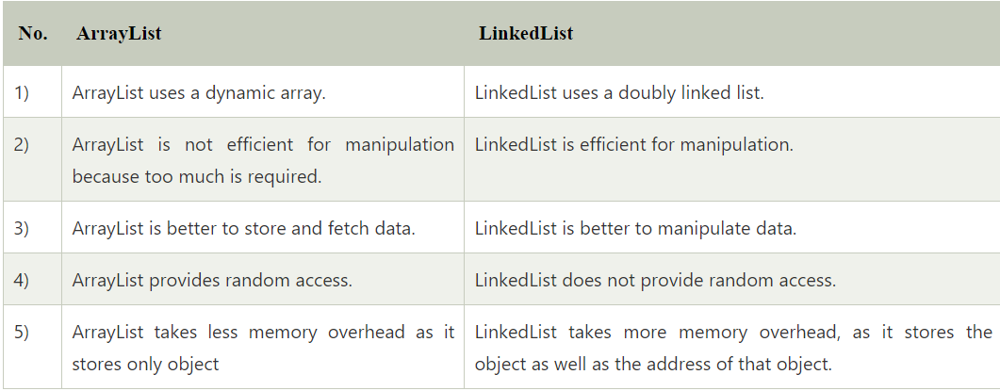 No. ArrayList LinkedList
1) ArrayList uses a dynamic array. LinkedList uses a doubly linked list.
2) ArrayList is not efficient for manipulation LinkedList is efficient for manipulation.
because too much is required.
3) ArrayList is better to store and fetch data. LinkedList is better to manipulate data.
4) ArrayList provides random access. LinkedList does not provide random access.
5) ArrayList takes less memory overhead as it LinkedList takes more memory overhead, as it stores the
stores only object object as well as the address of that object.